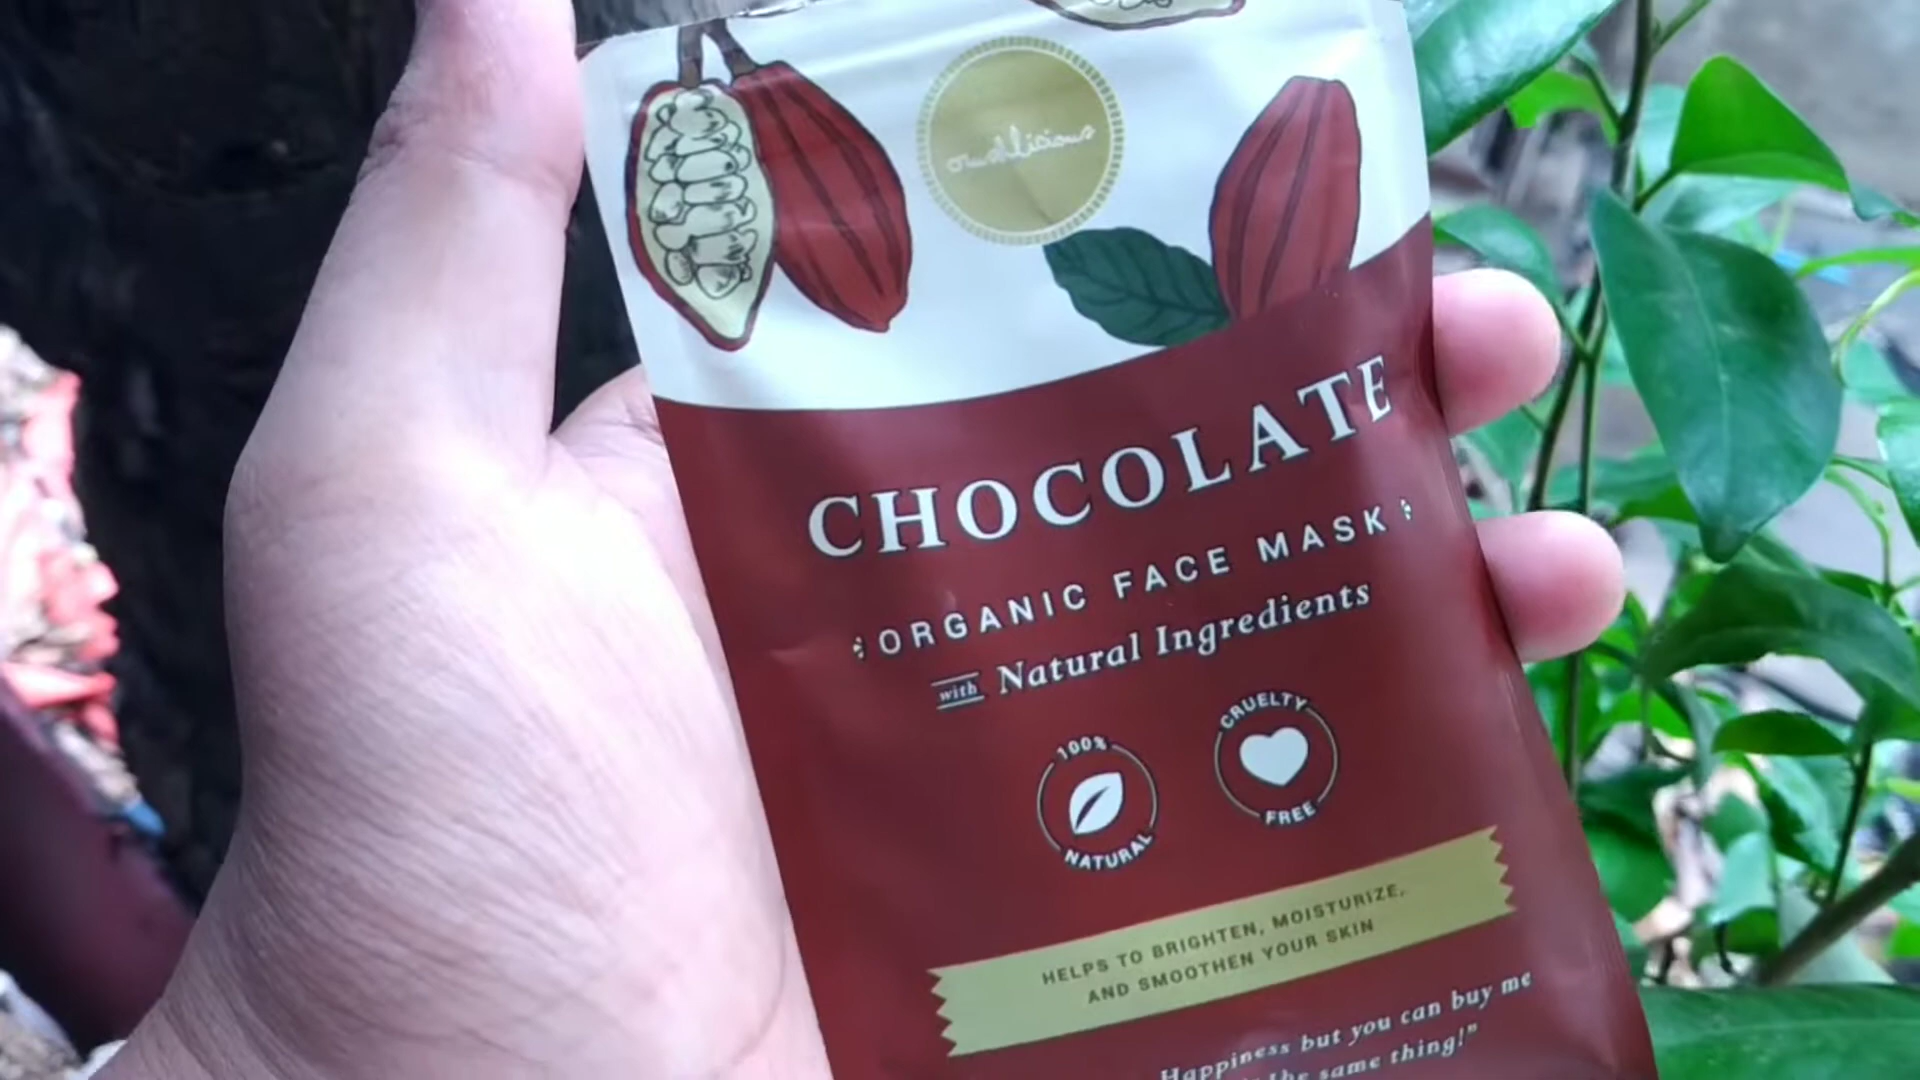 CHOCOLATE
ORGANIC FACE MASK
with Natural Ingredients
100% NATURAL
CRUELTY FREE
HELPS TO BRIGHTEN, MOISTURIZE,
AND SMOOTHEN YOUR SKIN
Happiness but you can buy me
the same thing!"